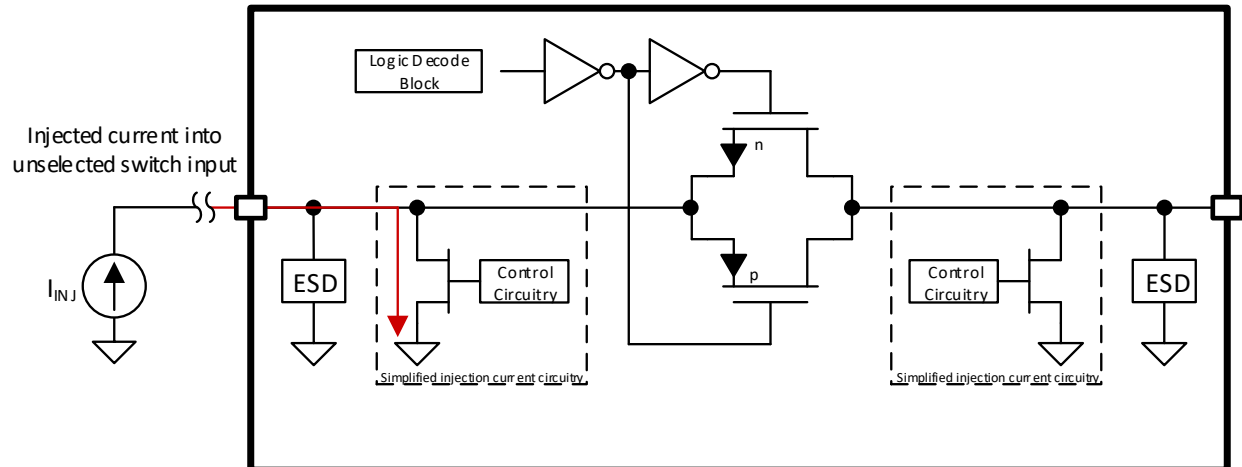 Logic Decode
Block
Injected current into
unselected switch input
n
p
ESD
Control
Circuitry
Control
Circuitry
ESD
IINJ
Simplified injection current circuitry
Simplified injection current circuitry